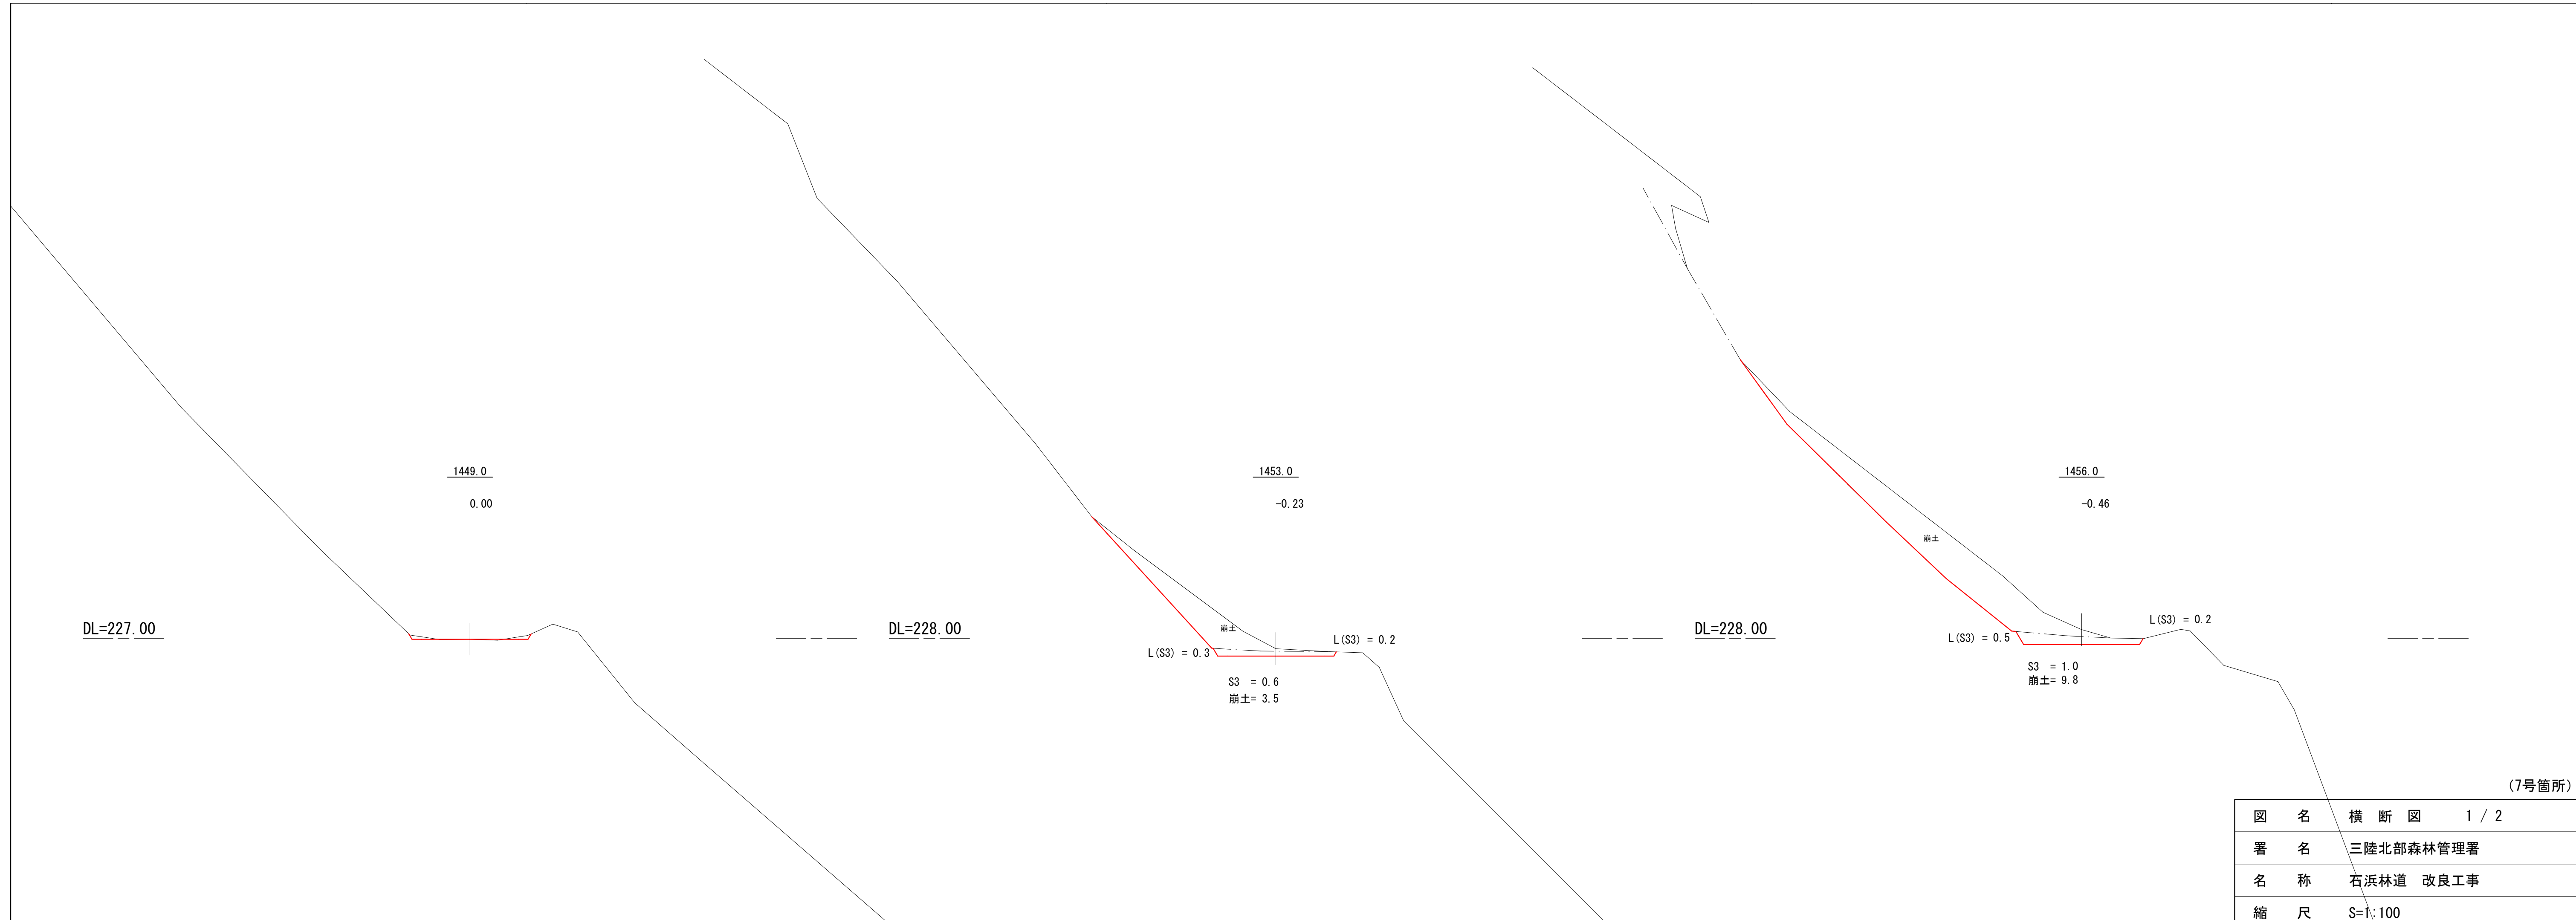 1449.0
0.00
DL=227.00
1453.0
-0.23
DL=228.00
崩土
L(S3) = 0.3
L(S3) = 0.2
S3 = 0.6
崩土= 3.5
1456.0
-0.46
DL=228.00
崩土
L(S3) = 0.5
L(S3) = 0.2
S3 = 1.0
崩土= 9.8
(7号箇所)
図 名 横 断 図 1 / 2
署 名 三陸北部森林管理署
名 称 石浜林道 改良工事
縮 尺 S=1:100